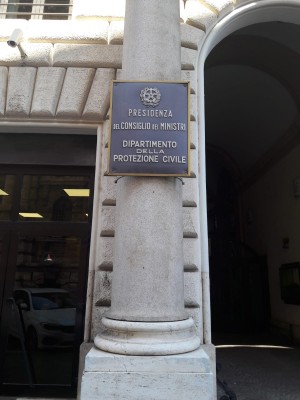 PRESIDENZA
DEL CONSIGLIO DEI MINISTRI
DIPARTIMENTO
DELLA
PROTEZIONE CIVILE